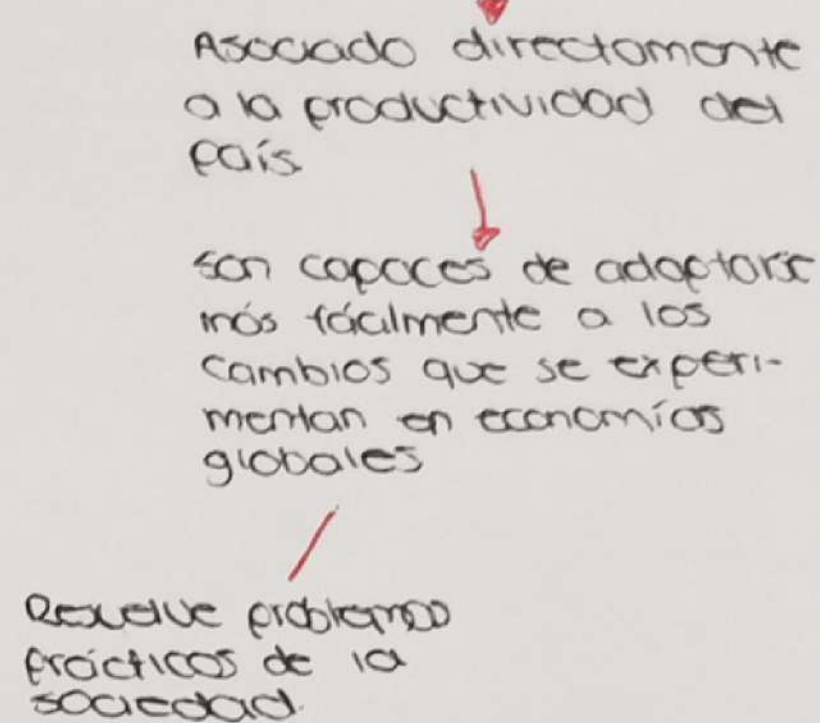 Asociado directamente
a la productividad del
país.
son capaces de adaptarse
más fácilmente a los
cambios que se experi-
mentan en economías
globales
Resuelve problemas
prácticos de la
sociedad.